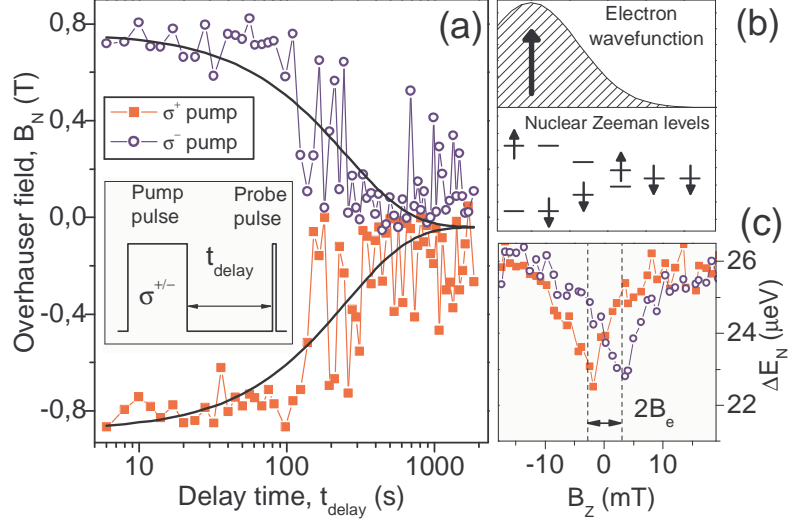 (a)
Overhauser field, B_N (T)
0,8
0,4
0,0
-0,4
-0,8
σ⁺ pump
σ⁻ pump
Pump
pulse
Probe
pulse
t_delay
σ^+/-
10
100
1000
Delay time, t_delay (s)
(b)
Electron
wavefunction
Nuclear Zeeman levels
(c)
26
24
22
ΔE_N (μeV)
2B_e
-10
0
10
B_Z (mT)